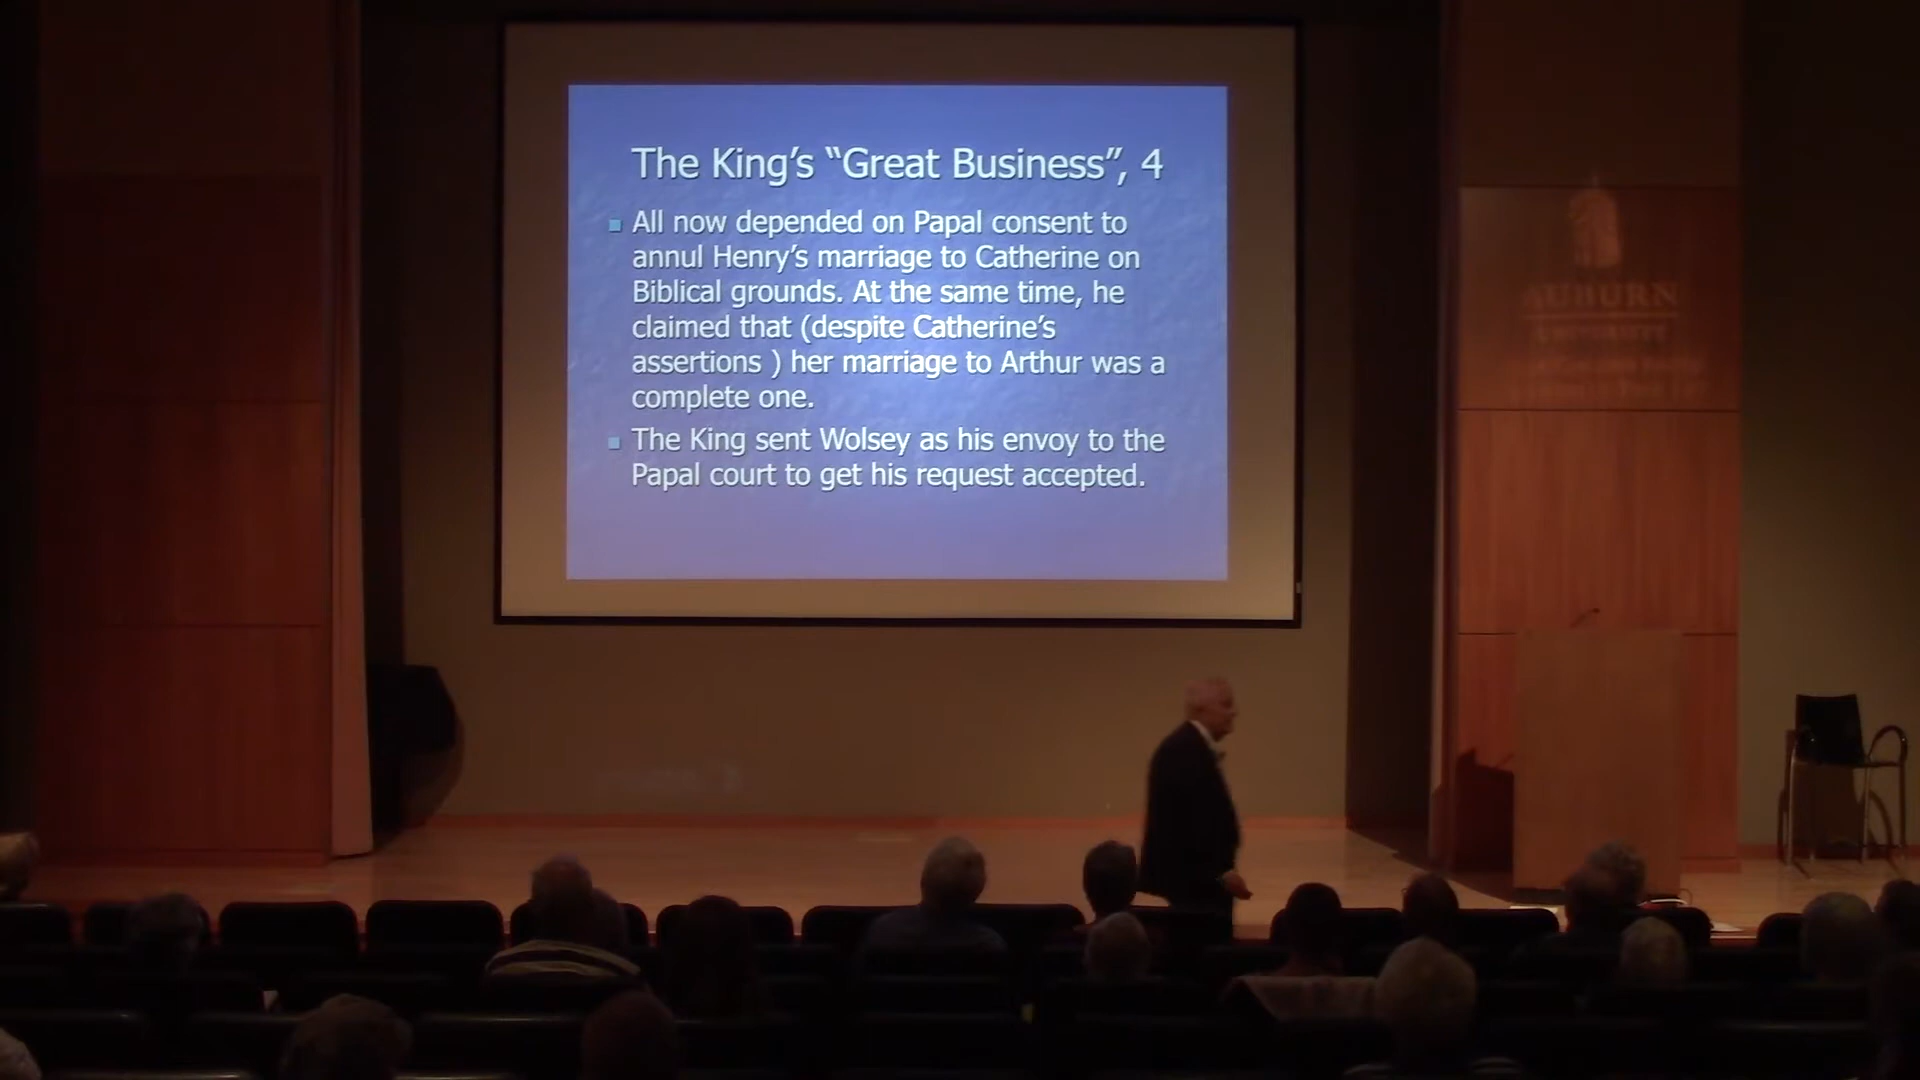 The King's “Great Business”, 4
All now depended on Papal consent to
annul Henry's marriage to Catherine on
Biblical grounds. At the same time, he
claimed that (despite Catherine's
assertions ) her marriage to Arthur was a
complete one.
The King sent Wolsey as his envoy to the
Papal court to get his request accepted.
AUBURN
UNIVERSITY